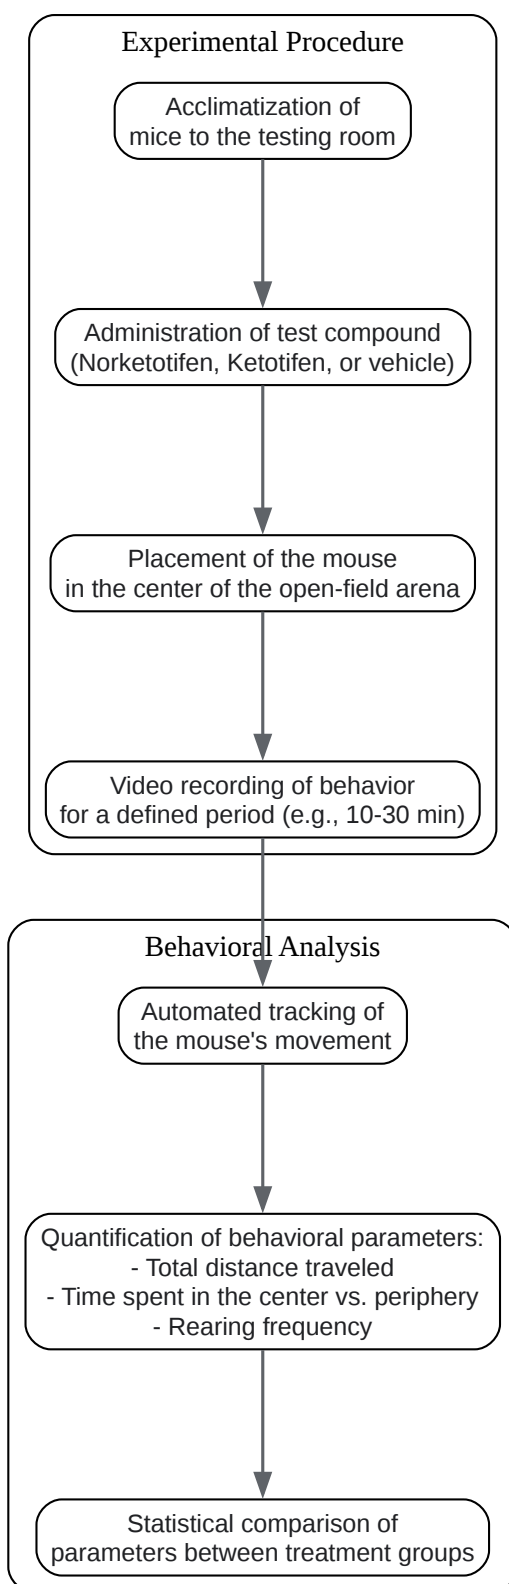 Experimental Procedure
Acclimatization of
mice to the testing room
Administration of test compound
(Norketotifen, Ketotifen, or vehicle)
Placement of the mouse
in the center of the open-field arena
Video recording of behavior
for a defined period (e.g., 10-30 min)
Behavioral Analysis
Automated tracking of
the mouse's movement
Quantification of behavioral parameters:
- Total distance traveled
- Time spent in the center vs. periphery
- Rearing frequency
Statistical comparison of
parameters between treatment groups